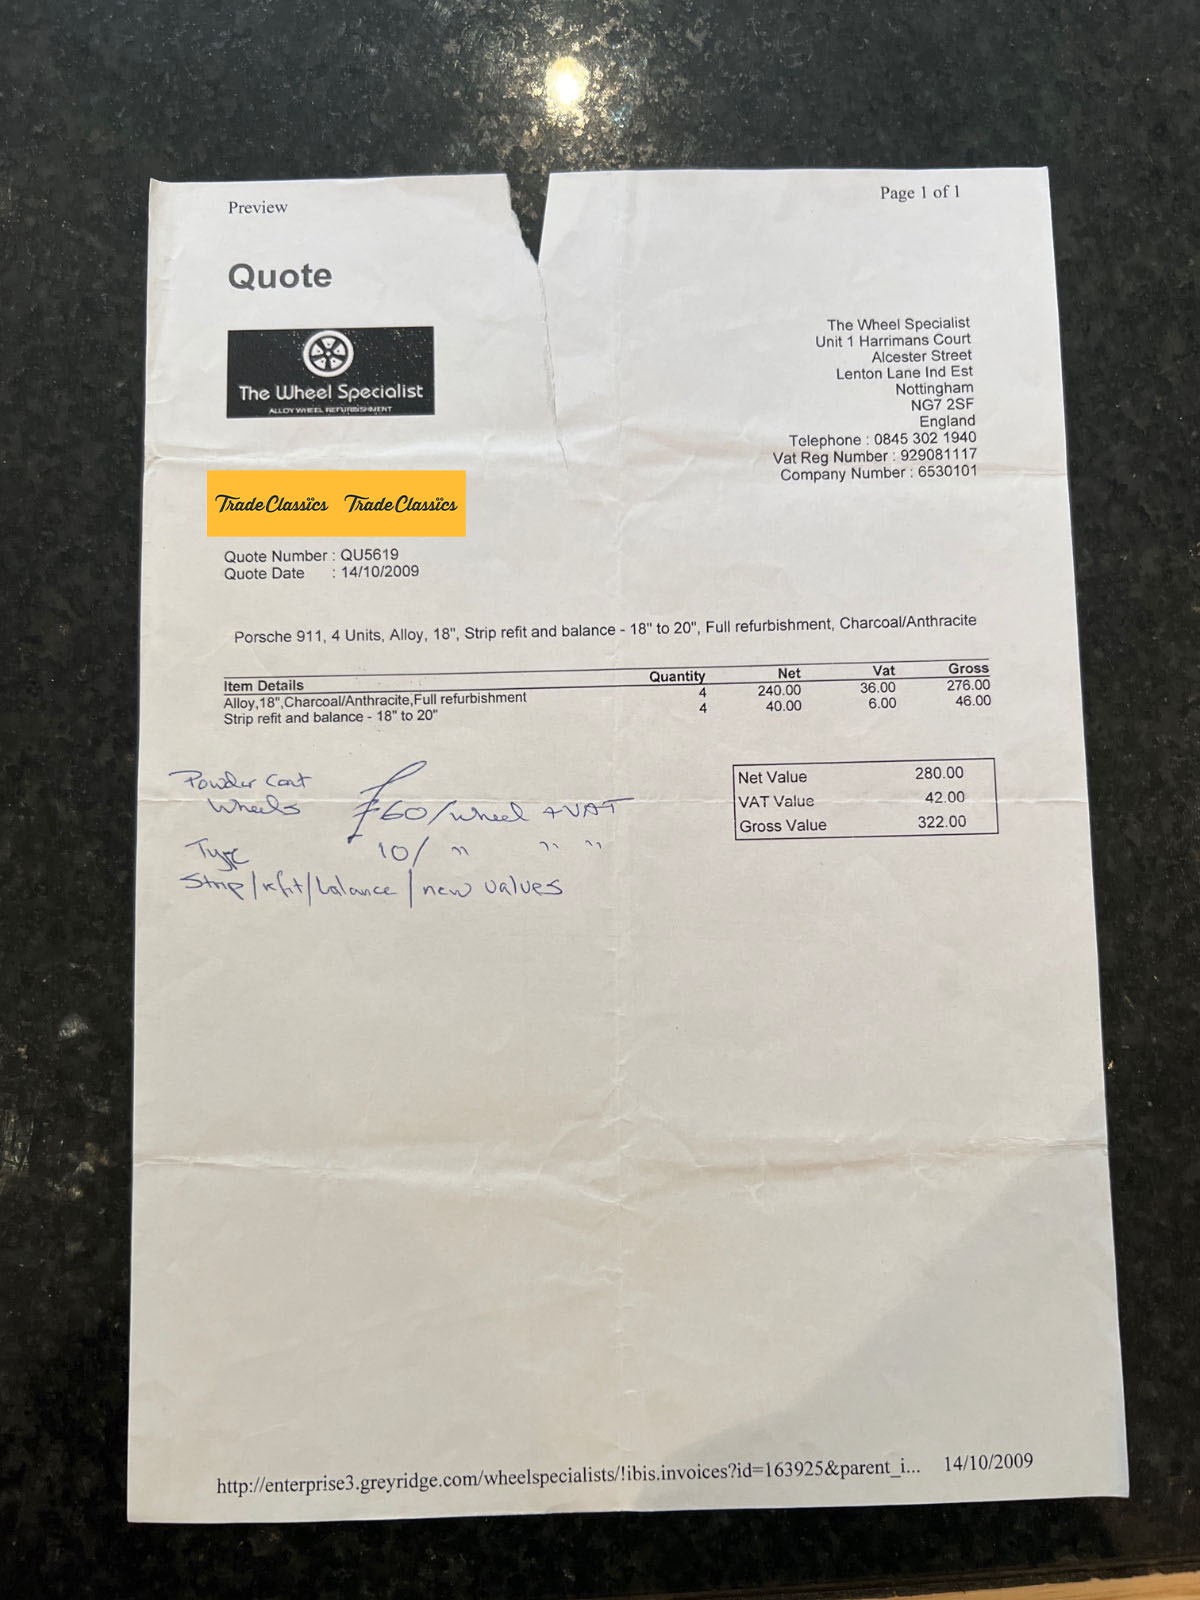 Preview
Page 1 of 1
Quote
The Wheel Specialist
ALLOY WHEEL REFURBISHMENT
The Wheel Specialist
Unit 1 Harrimans Court
Alcester Street
Lenton Lane Ind Est
Nottingham
NG7 2SF
England
Telephone : 0845 302 1940
Vat Reg Number : 929081117
Company Number : 6530101
Trade Classics Trade Classics
Quote Number : QU5619
Quote Date : 14/10/2009
Porsche 911, 4 Units, Alloy, 18", Strip refit and balance - 18" to 20", Full refurbishment, Charcoal/Anthracite
Item Details Quantity Net Vat Gross
Alloy,18",Charcoal/Anthracite,Full refurbishment 4 240.00 36.00 276.00
Strip refit and balance - 18" to 20" 4 40.00 6.00 46.00
Net Value 280.00
VAT Value 42.00
Gross Value 322.00
Powder Coat
Wheels £60/wheel + VAT
Tyre 10/ " " "
Strip/refit/balance/new valves
http://enterprise3.greyridge.com/wheelspecialists/!ibis.invoices?id=163925&parent_i... 14/10/2009